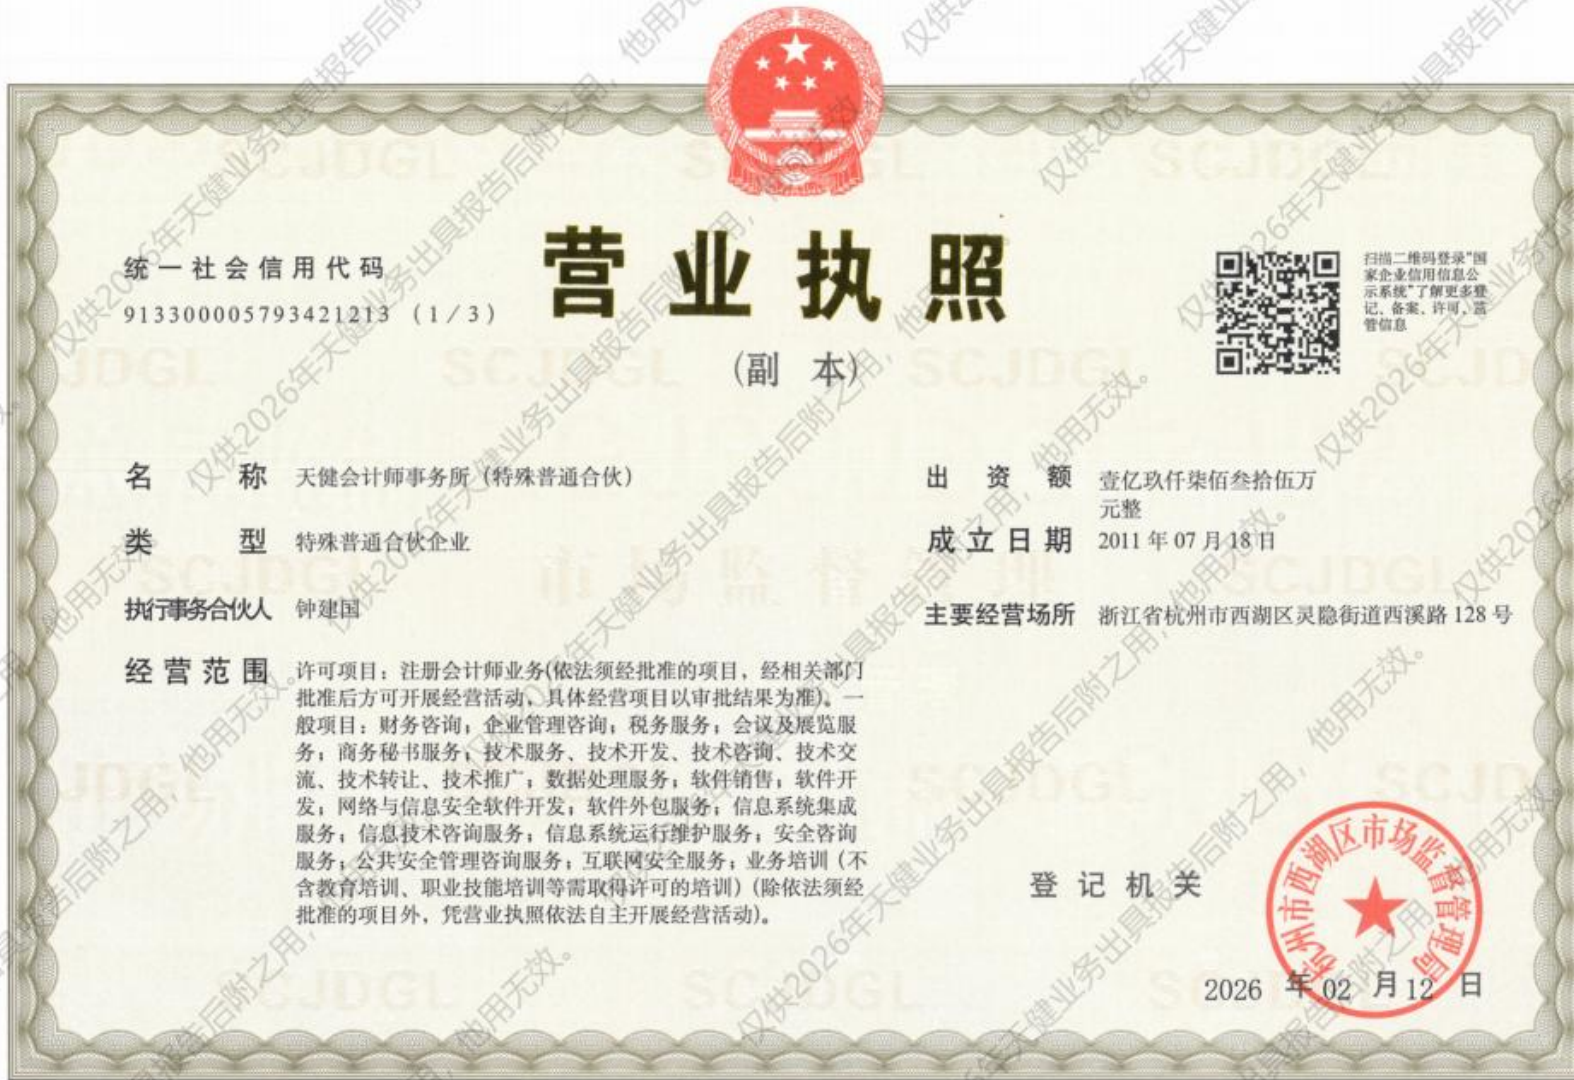 营业执照
(副 本)
统一社会信用代码
913300005793421213 (1/3)
扫描二维码登录“国
家企业信用信息公
示系统”了解更多登
记、备案、许可、监
管信息
名 称 天健会计师事务所（特殊普通合伙）
类 型 特殊普通合伙企业
执行事务合伙人 钟建国
经营范围 许可项目：注册会计师业务(依法须经批准的项目，经相关部门
批准后方可开展经营活动，具体经营项目以审批结果为准)。一
般项目：财务咨询；企业管理咨询；税务服务；会议及展览服
务；商务秘书服务；技术服务、技术开发、技术咨询、技术交
流、技术转让、技术推广；数据处理服务；软件销售；软件开
发；网络与信息安全软件开发；软件外包服务；信息系统集成
服务；信息技术咨询服务；信息系统运行维护服务；安全咨询
服务；公共安全管理咨询服务；互联网安全服务；业务培训（不
含教育培训、职业技能培训等需取得许可的培训）(除依法须经
批准的项目外，凭营业执照依法自主开展经营活动)。
出 资 额 壹亿玖仟柒佰叁拾伍万
元整
成立日期 2011 年 07 月 18 日
主要经营场所 浙江省杭州市西湖区灵隐街道西溪路 128 号
登记机关
杭州市西湖区市场监督管理局
2026 年 02 月 12 日
仅供2026年天健业务出具报告后附之用，他用无效。
SCJDGL
市场监督管理